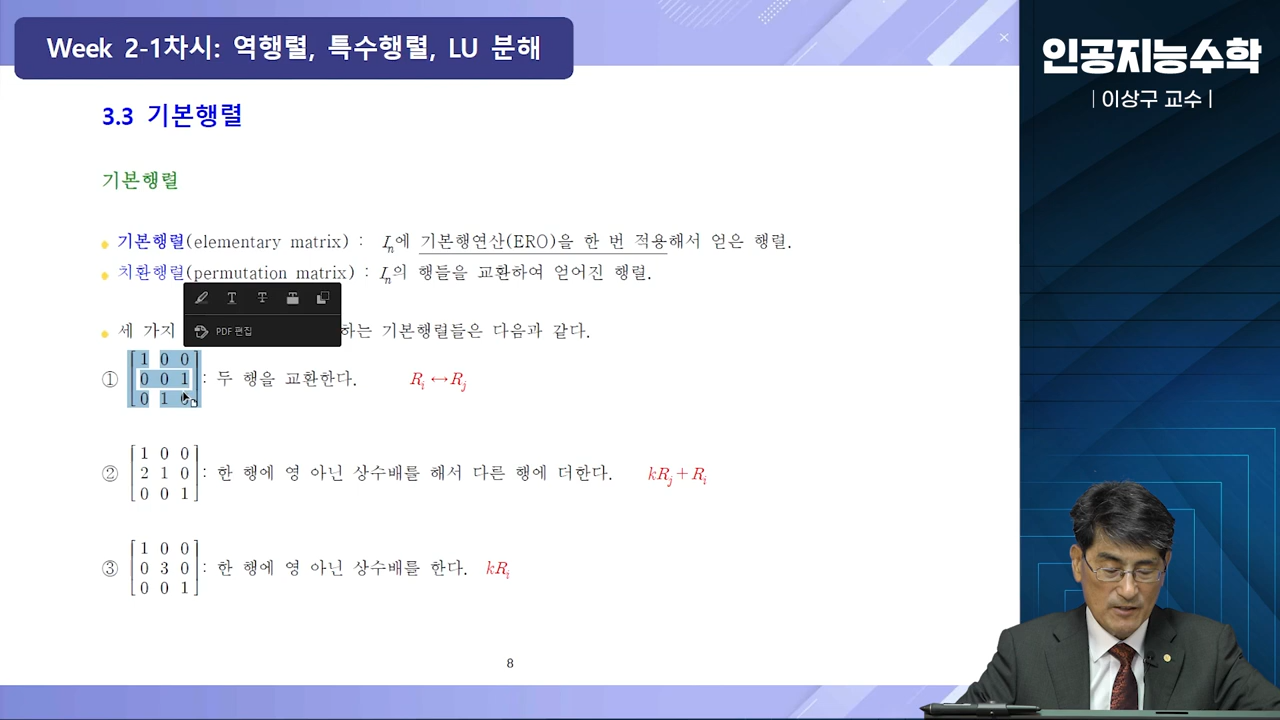 Week 2-1차시: 역행렬, 특수행렬, LU 분해
인공지능수학
| 이상구 교수 |
3.3 기본행렬
기본행렬
• 기본행렬(elementary matrix) : Iₙ에 기본행연산(ERO)을 한 번 적용해서 얻은 행렬.
• 치환행렬(permutation matrix) : Iₙ의 행들을 교환하여 얻어진 행렬.
PDF 편집
• 세 가지 하는 기본행렬들은 다음과 같다.
1 0 0
① 0 0 1 : 두 행을 교환한다. Rᵢ ↔ Rⱼ
0 1 0
1 0 0
② 2 1 0 : 한 행에 영 아닌 상수배를 해서 다른 행에 더한다. kRⱼ + Rᵢ
0 0 1
1 0 0
③ 0 3 0 : 한 행에 영 아닌 상수배를 한다. kRᵢ
0 0 1
8